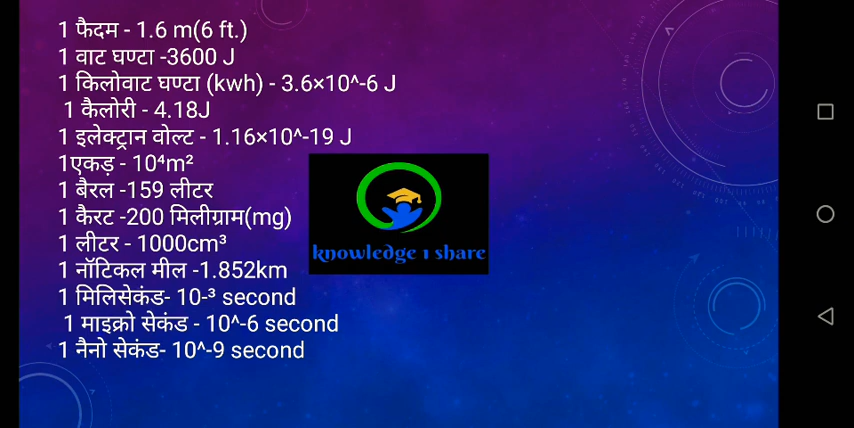 1 फैदम - 1.6 m(6 ft.)
1 वाट घण्टा -3600 J
1 किलोवाट घण्टा (kwh) - 3.6×10^-6 J
1 कैलोरी - 4.18J
1 इलेक्ट्रान वोल्ट - 1.16×10^-19 J
1एकड़ - 10⁴m²
1 बैरल -159 लीटर
1 कैरट -200 मिलीग्राम(mg)
1 लीटर - 1000cm³
1 नॉटिकल मील -1.852km
1 मिलिसेकंड- 10-³ second
1 माइक्रो सेकंड - 10^-6 second
1 नैनो सेकंड- 10^-9 second
knowledge 1 share